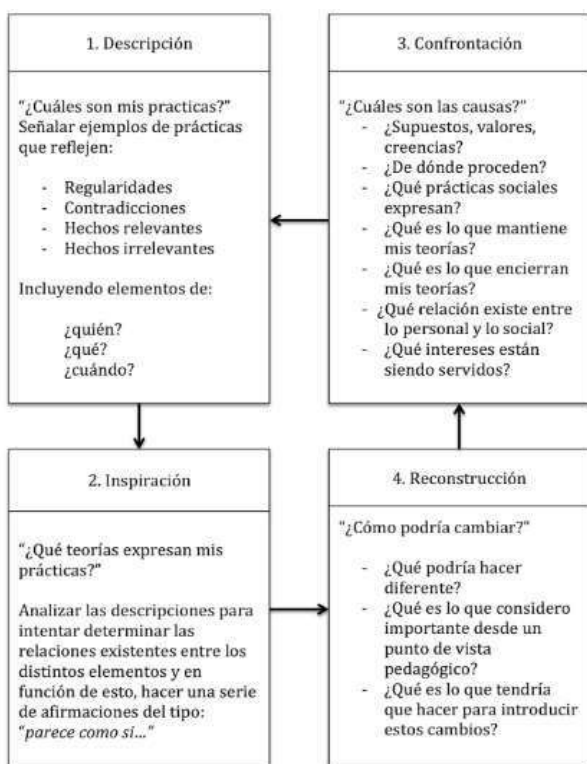 1. Descripción
"¿Cuáles son mis practicas?"
Señalar ejemplos de prácticas
que reflejen:
- Regularidades
- Contradicciones
- Hechos relevantes
- Hechos irrelevantes
Incluyendo elementos de:
¿quién?
¿qué?
¿cuándo?
2. Inspiración
"¿Qué teorías expresan mis
prácticas?"
Analizar las descripciones para
intentar determinar las
relaciones existentes entre los
distintos elementos y en
función de esto, hacer una serie
de afirmaciones del tipo:
"parece como si..."
3. Confrontación
"¿Cuáles son las causas?"
- ¿Supuestos, valores,
creencias?
- ¿De dónde proceden?
- ¿Qué prácticas sociales
expresan?
- ¿Qué es lo que mantiene
mis teorías?
- ¿Qué es lo que encierran
mis teorías?
- ¿Qué relación existe entre
lo personal y lo social?
- ¿Qué intereses están
siendo servidos?
4. Reconstrucción
"¿Cómo podría cambiar?"
- ¿Qué podría hacer
diferente?
- ¿Qué es lo que considero
importante desde un
punto de vista
pedagógico?
- ¿Qué es lo que tendría
que hacer para introducir
estos cambios?